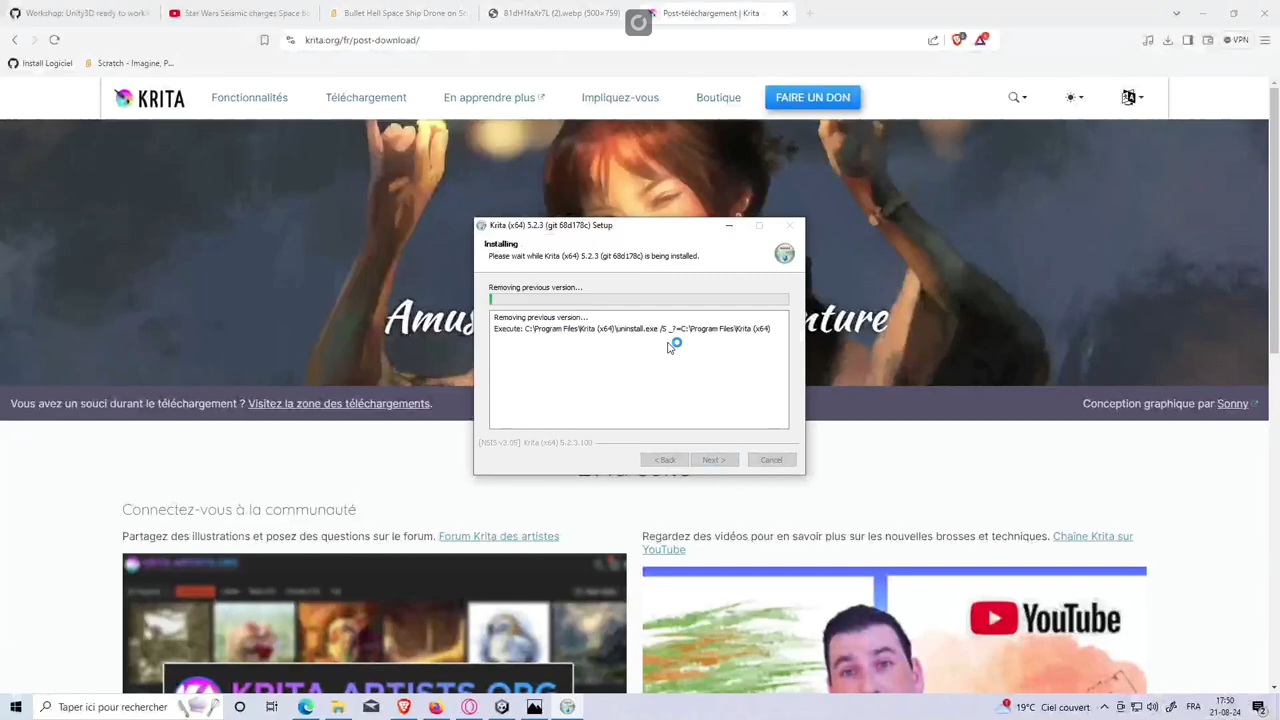 Workshop: Unity3D ready to work
Star Wars Seismic charges Space B
Bullet Hell Space Ship Drone on Sc
81dH1faXr7L (2).webp (500×759)
Post-téléchargement | Krita
krita.org/fr/post-download/
VPN
Install Logiciel
Scratch - Imagine, P...
KRITA
Fonctionnalités
Téléchargement
En apprendre plus
Impliquez-vous
Boutique
FAIRE UN DON
Krita (x64) 5.2.3 (git 68d178c) Setup
Installing
Please wait while Krita (x64) 5.2.3 (git 68d178c) is being installed.
Removing previous version...
Removing previous version...
Execute: C:\Program Files\Krita (x64)\uninstall.exe /S _?=C:\Program Files\Krita (x64)
[NSIS v3.05] Krita (x64) 5.2.3.100
< Back
Next >
Cancel
Vous avez un souci durant le téléchargement ? Visitez la zone des téléchargements.
Conception graphique par Sonny
Connectez-vous à la communauté
Partagez des illustrations et posez des questions sur le forum. Forum Krita des artistes
Regardez des vidéos pour en savoir plus sur les nouvelles brosses et techniques. Chaîne Krita sur
YouTube
YouTube
KRITA-ARTISTS.ORG
Taper ici pour rechercher
19°C Ciel couvert
FRA
17:50
21-08-24